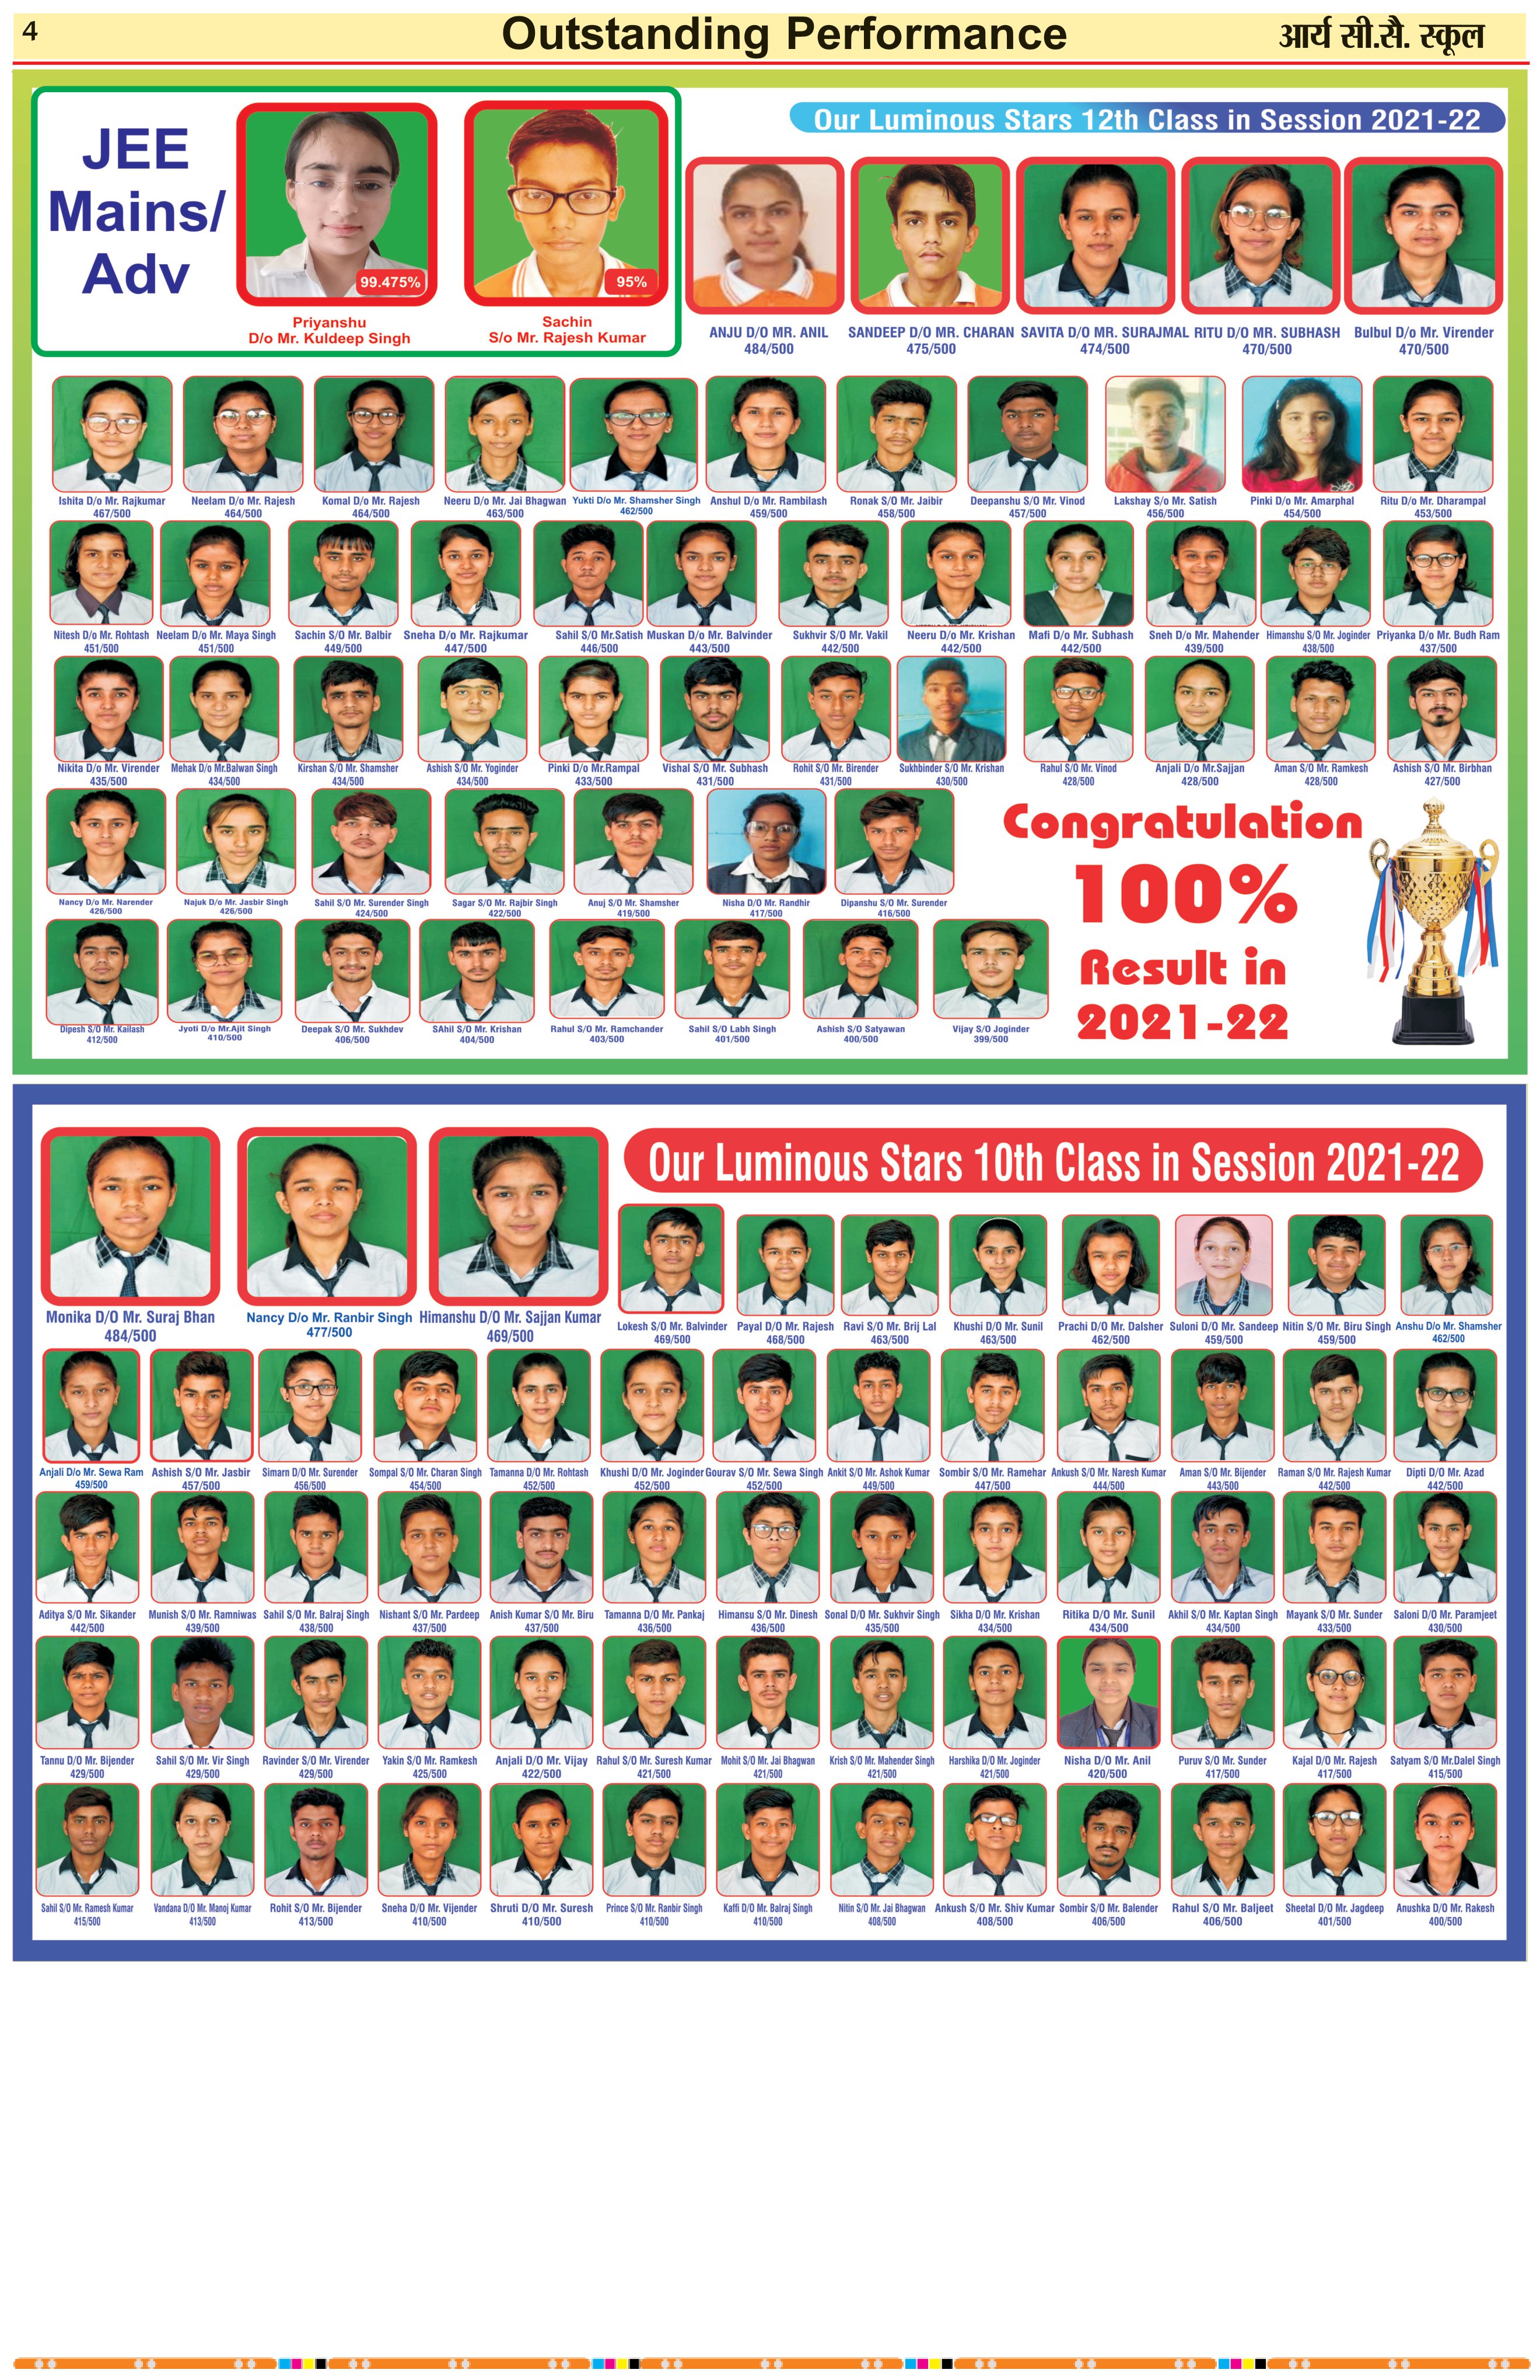 4
Outstanding Performance
आर्य सी.सै. स्कूल
JEE
Mains/
Adv
99.475%
Priyanshu
D/o Mr. Kuldeep Singh
95%
Sachin
S/o Mr. Rajesh Kumar
Our Luminous Stars 12th Class in Session 2021-22
ANJU D/O MR. ANIL SANDEEP D/O MR. CHARAN SAVITA D/O MR. SURAJMAL RITU D/O MR. SUBHASH Bulbul D/o Mr. Virender
484/500 475/500 474/500 470/500 470/500
Ishita D/o Mr. Rajkumar Neelam D/o Mr. Rajesh Komal D/o Mr. Rajesh Neeru D/o Mr. Jai Bhagwan Yukti D/o Mr. Shamsher Singh Anshul D/o Mr. Rambilash Ronak S/O Mr. Jaibir Deepanshu S/O Mr. Vinod Lakshay S/o Mr. Satish Pinki D/o Mr. Amarphal Ritu D/o Mr. Dharampal
467/500 464/500 464/500 463/500 462/500 459/500 458/500 457/500 456/500 454/500 453/500
Nitesh D/o Mr. Rohtash Neelam D/o Mr. Maya Singh Sachin S/O Mr. Balbir Sneha D/o Mr. Rajkumar Sahil S/O Mr.Satish Muskan D/o Mr. Balvinder Sukhvir S/O Mr. Vakil Neeru D/o Mr. Krishan Mafi D/o Mr. Subhash Sneh D/o Mr. Mahender Himanshu S/O Mr. Joginder Priyanka D/o Mr. Budh Ram
451/500 451/500 449/500 447/500 446/500 443/500 442/500 442/500 442/500 439/500 438/500 437/500
Nikita D/o Mr. Virender Mehak D/o Mr.Balwan Singh Kirshan S/O Mr. Shamsher Ashish S/O Mr. Yoginder Pinki D/o Mr.Rampal Vishal S/O Mr. Subhash Rohit S/O Mr. Birender Sukhbinder S/O Mr. Krishan Rahul S/O Mr. Vinod Anjali D/o Mr.Sajjan Aman S/O Mr. Ramkesh Ashish S/O Mr. Birbhan
435/500 434/500 434/500 434/500 433/500 431/500 431/500 430/500 428/500 428/500 428/500 427/500
Nancy D/o Mr. Narender Najuk D/o Mr. Jasbir Singh Sahil S/O Mr. Surender Singh Sagar S/O Mr. Rajbir Singh Anuj S/O Mr. Shamsher Nisha D/O Mr. Randhir Dipanshu S/O Mr. Surender
426/500 426/500 424/500 422/500 419/500 417/500 416/500
Dipesh S/O Mr. Kailash Jyoti D/o Mr.Ajit Singh Deepak S/O Mr. Sukhdev SAhil S/O Mr. Krishan Rahul S/O Mr. Ramchander Sahil S/O Labh Singh Ashish S/O Satyawan Vijay S/O Joginder
412/500 410/500 406/500 404/500 403/500 401/500 400/500 399/500
Congratulation
100%
Result in
2021-22
Our Luminous Stars 10th Class in Session 2021-22
Monika D/O Mr. Suraj Bhan Nancy D/o Mr. Ranbir Singh Himanshu D/O Mr. Sajjan Kumar
484/500 477/500 469/500
Lokesh S/O Mr. Balvinder Payal D/O Mr. Rajesh Ravi S/O Mr. Brij Lal Khushi D/O Mr. Sunil Prachi D/O Mr. Dalsher Suloni D/O Mr. Sandeep Nitin S/O Mr. Biru Singh Anshu D/o Mr. Shamsher
469/500 468/500 463/500 463/500 462/500 459/500 459/500 462/500
Anjali D/o Mr. Sewa Ram Ashish S/O Mr. Jasbir Simarn D/O Mr. Surender Sompal S/O Mr. Charan Singh Tamanna D/O Mr. Rohtash Khushi D/O Mr. Joginder Gourav S/O Mr. Sewa Singh Ankit S/O Mr. Ashok Kumar Sombir S/O Mr. Ramehar Ankush S/O Mr. Naresh Kumar Aman S/O Mr. Bijender Raman S/O Mr. Rajesh Kumar Dipti D/O Mr. Azad
459/500 457/500 456/500 454/500 452/500 452/500 452/500 449/500 447/500 444/500 443/500 442/500 442/500
Aditya S/O Mr. Sikander Munish S/O Mr. Ramniwas Sahil S/O Mr. Balraj Singh Nishant S/O Mr. Pardeep Anish Kumar S/O Mr. Biru Tamanna D/O Mr. Pankaj Himansu S/O Mr. Dinesh Sonal D/O Mr. Sukhvir Singh Sikha D/O Mr. Krishan Ritika D/O Mr. Sunil Akhil S/O Mr. Kaptan Singh Mayank S/O Mr. Sunder Saloni D/O Mr. Paramjeet
442/500 439/500 438/500 437/500 437/500 436/500 436/500 435/500 434/500 434/500 434/500 433/500 430/500
Tannu D/O Mr. Bijender Sahil S/O Mr. Vir Singh Ravinder S/O Mr. Virender Yakin S/O Mr. Ramkesh Anjali D/O Mr. Vijay Rahul S/O Mr. Suresh Kumar Mohit S/O Mr. Jai Bhagwan Krish S/O Mr. Mahender Singh Harshika D/O Mr. Joginder Nisha D/O Mr. Anil Puruv S/O Mr. Sunder Kajal D/O Mr. Rajesh Satyam S/O Mr.Dalel Singh
429/500 429/500 429/500 425/500 422/500 421/500 421/500 421/500 421/500 420/500 417/500 417/500 415/500
Sahil S/O Mr. Ramesh Kumar Vandana D/O Mr. Manoj Kumar Rohit S/O Mr. Bijender Sneha D/O Mr. Vijender Shruti D/O Mr. Suresh Prince S/O Mr. Ranbir Singh Kaffi D/O Mr. Balraj Singh Nitin S/O Mr. Jai Bhagwan Ankush S/O Mr. Shiv Kumar Sombir S/O Mr. Balender Rahul S/O Mr. Baljeet Sheetal D/O Mr. Jagdeep Anushka D/O Mr. Rakesh
415/500 413/500 413/500 410/500 410/500 410/500 410/500 408/500 408/500 406/500 406/500 401/500 400/500